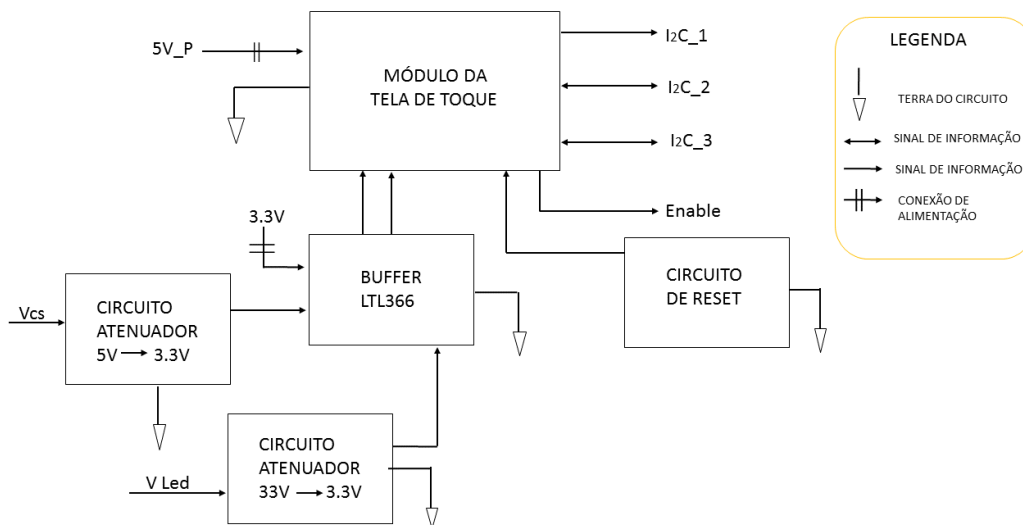 5V_P
MÓDULO DA
TELA DE TOQUE
I2C_1
I2C_2
I2C_3
Enable
3.3V
BUFFER
LTL366
CIRCUITO
DE RESET
Vcs
CIRCUITO
ATENUADOR
5V 3.3V
V Led
CIRCUITO
ATENUADOR
33V 3.3V
LEGENDA
TERRA DO CIRCUITO
SINAL DE INFORMAÇÃO
SINAL DE INFORMAÇÃO
CONEXÃO DE
ALIMENTAÇÃO